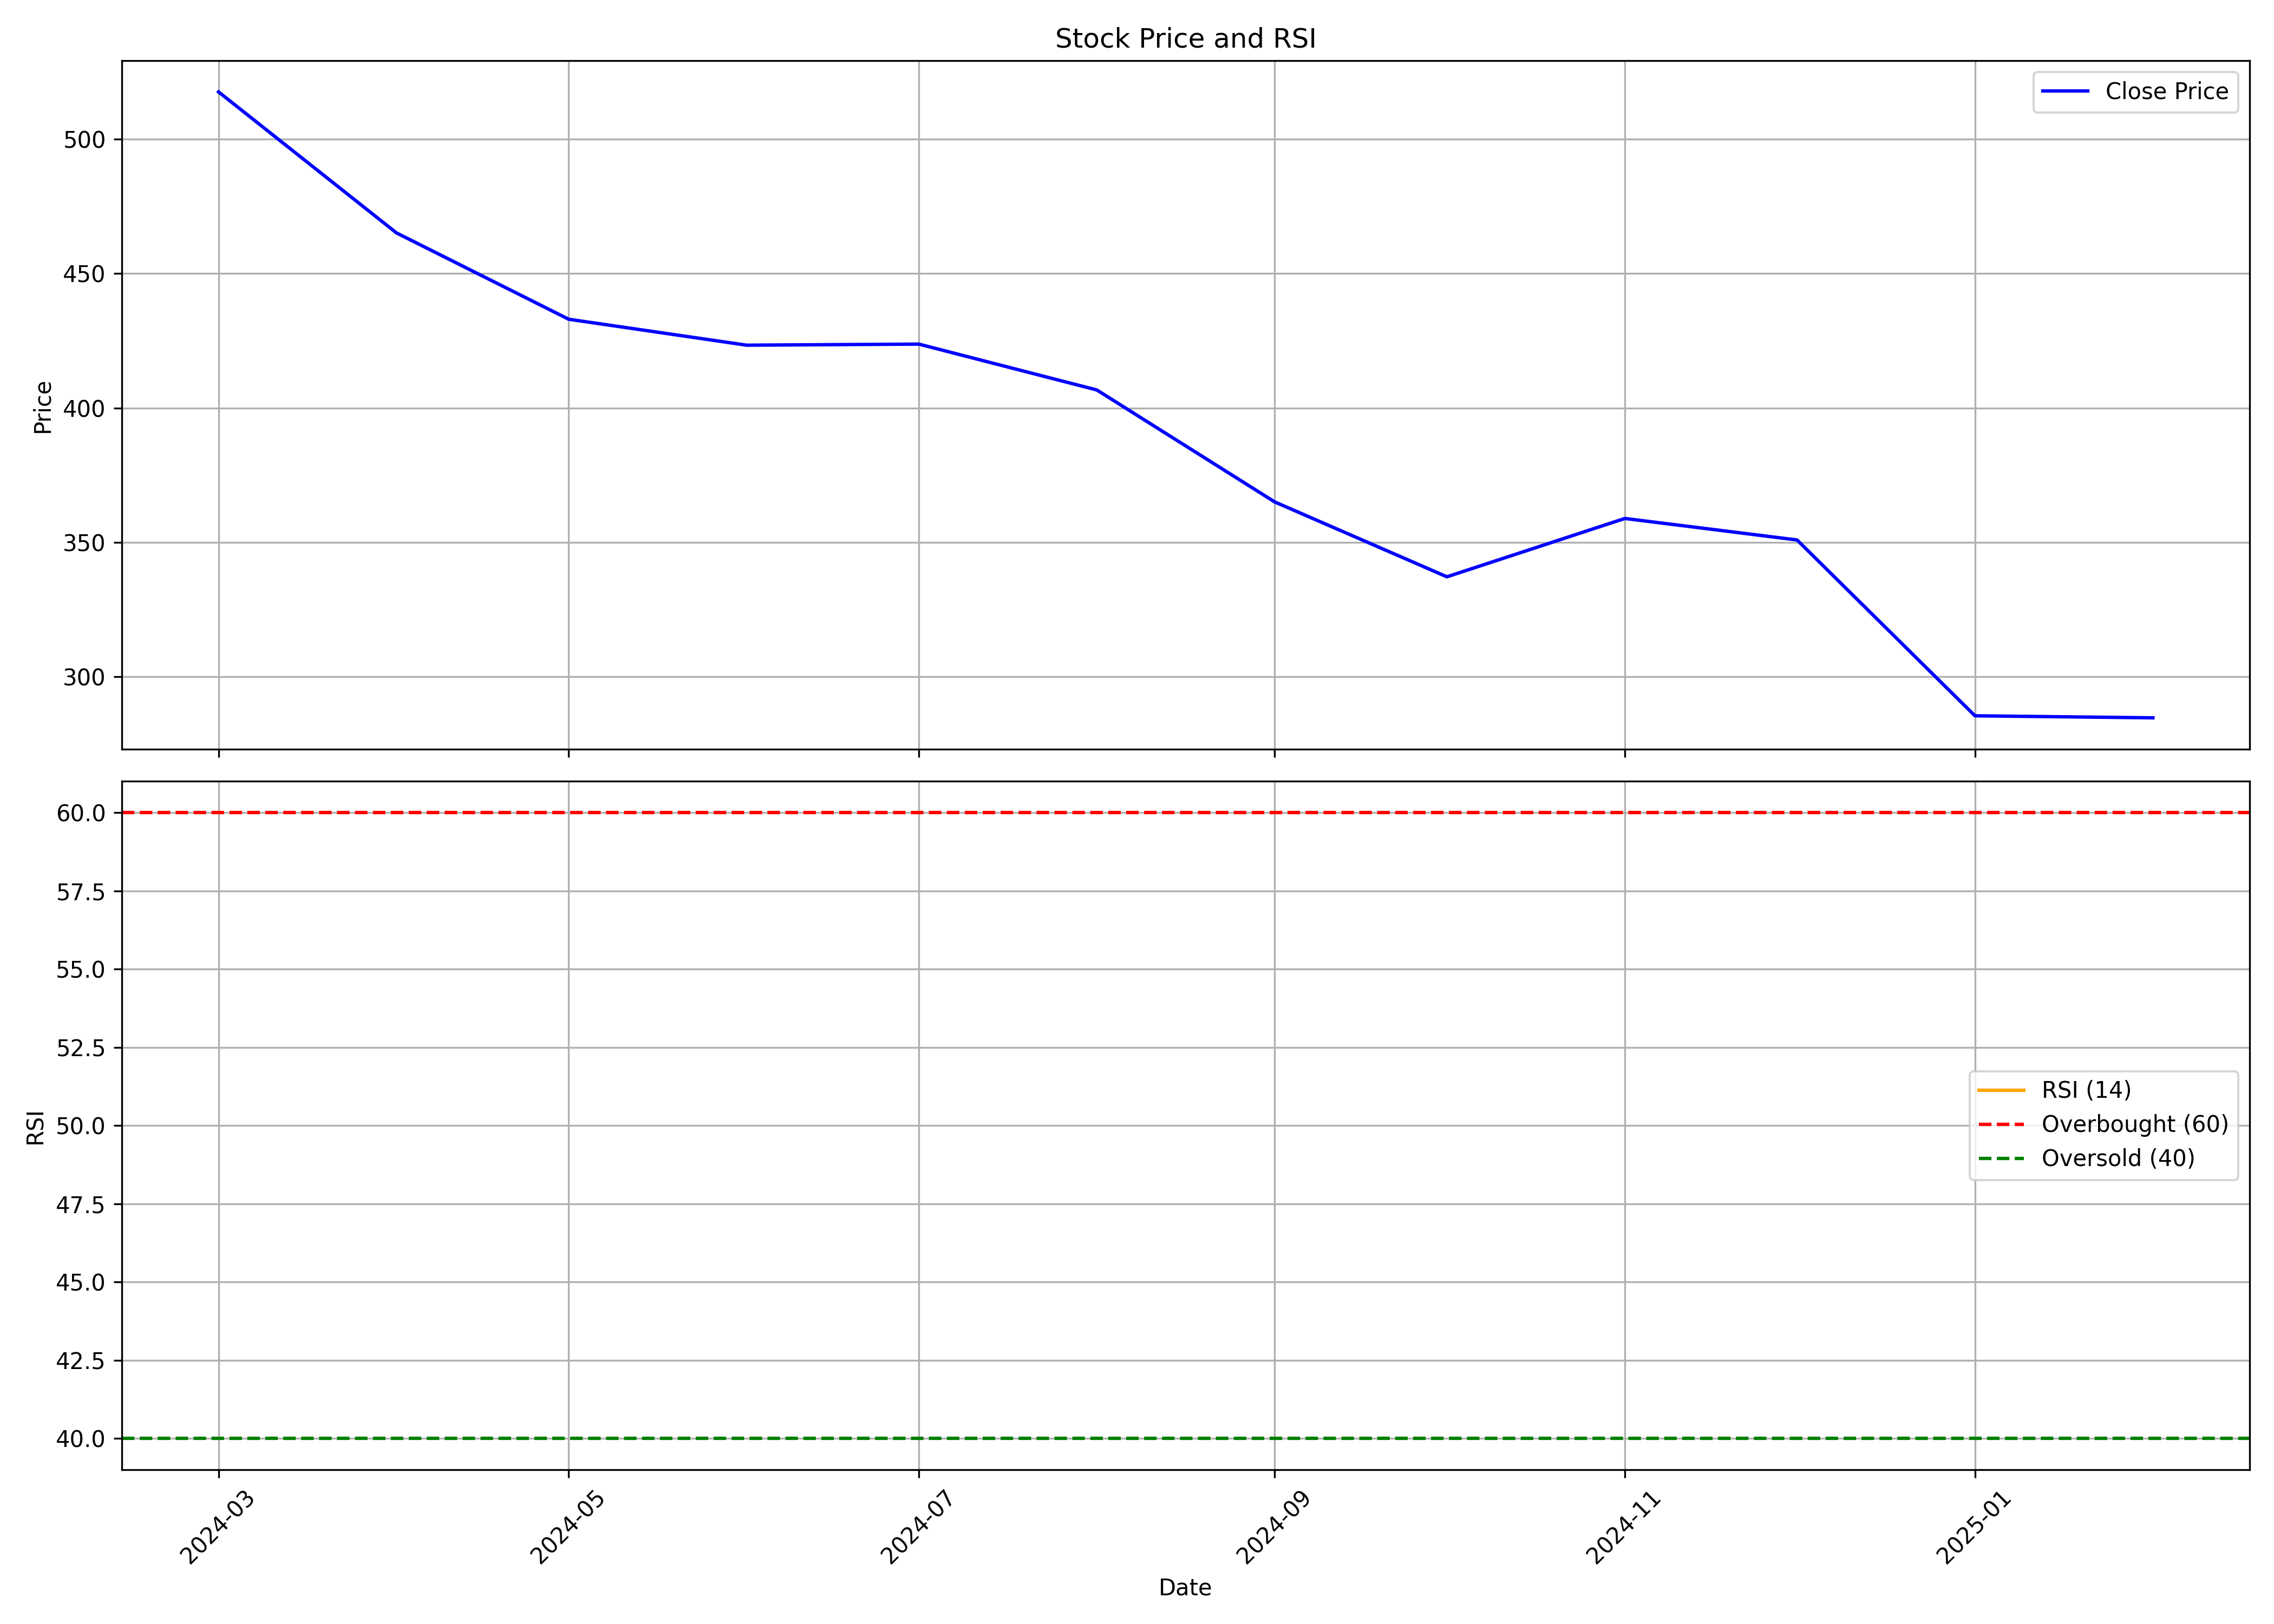 Stock Price and RSI
Close Price
500
450
400
350
300
Price
60.0
57.5
55.0
52.5
50.0
47.5
45.0
42.5
40.0
RSI
RSI (14)
Overbought (60)
Oversold (40)
2024-03
2024-05
2024-07
2024-09
2024-11
2025-01
Date